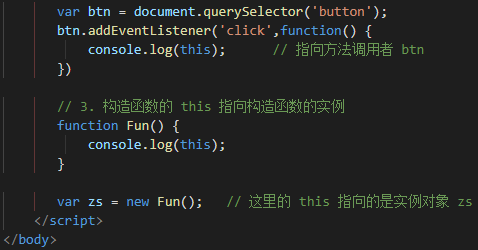 var btn = document.querySelector('button');
btn.addEventListener('click',function() {
console.log(this);      // 指向方法调用者 btn
})
// 3. 构造函数的 this 指向构造函数的实例
function Fun() {
console.log(this);
}
var zs = new Fun();   // 这里的 this 指向的是实例对象 zs
</script>
</body>